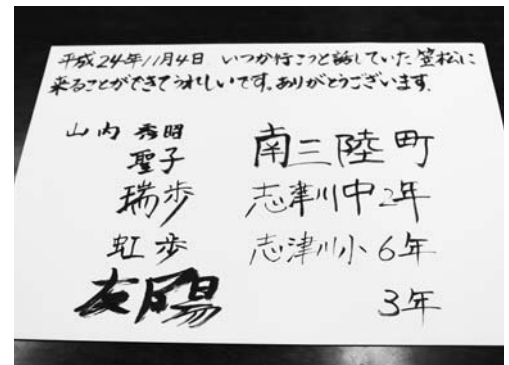 平成24年11月4日 いつか行こうと話していた笠松に
来ることができてうれしいです。ありがとうございます。
山内 秀昭
聖子 南三陸町
瑞歩 志津川中2年
虹歩 志津川小6年
友陽 3年